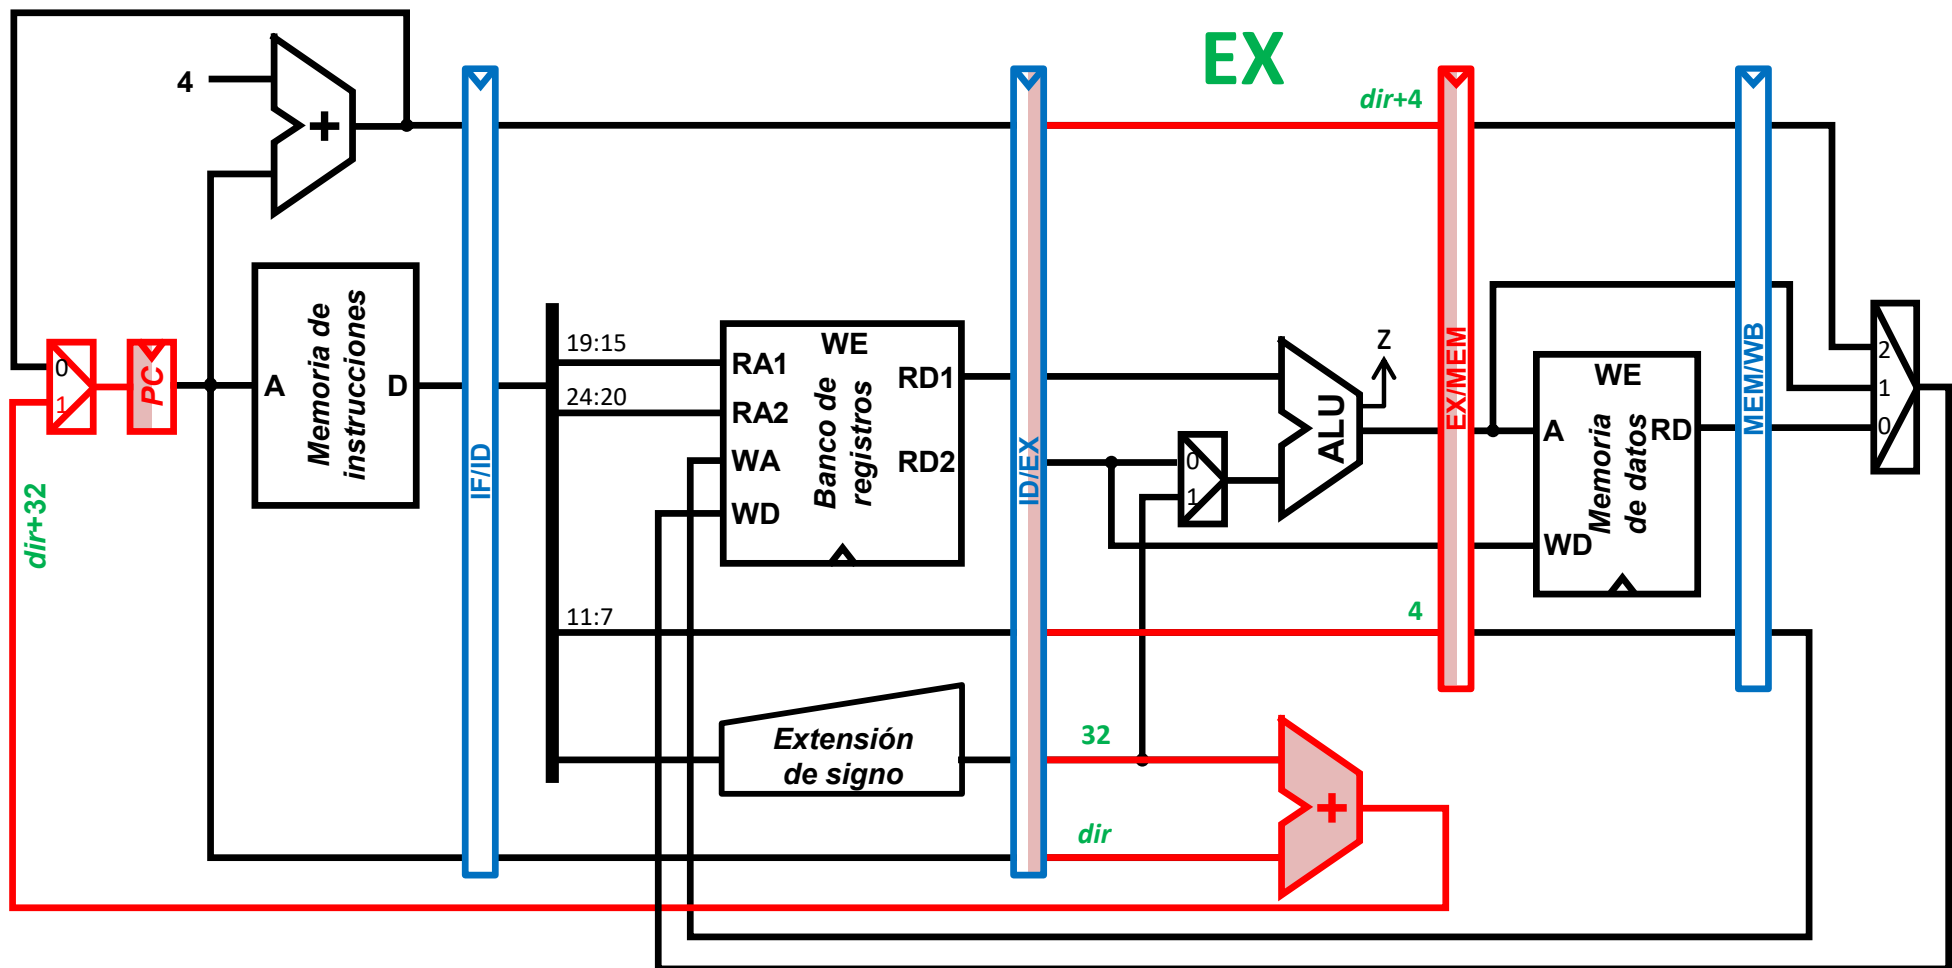 EX
4
+
dir+4
IF/ID
ID/EX
EX/MEM
MEM/WB
0
1
PC
A
D
Memoria de
instrucciones
dir+32
19:15
24:20
RA1
RA2
WA
WD
WE
RD1
RD2
Banco de
registros
11:7
Extensión
de signo
0
1
ALU
Z
4
32
dir
+
A
WD
WE
RD
Memoria
de datos
2
1
0